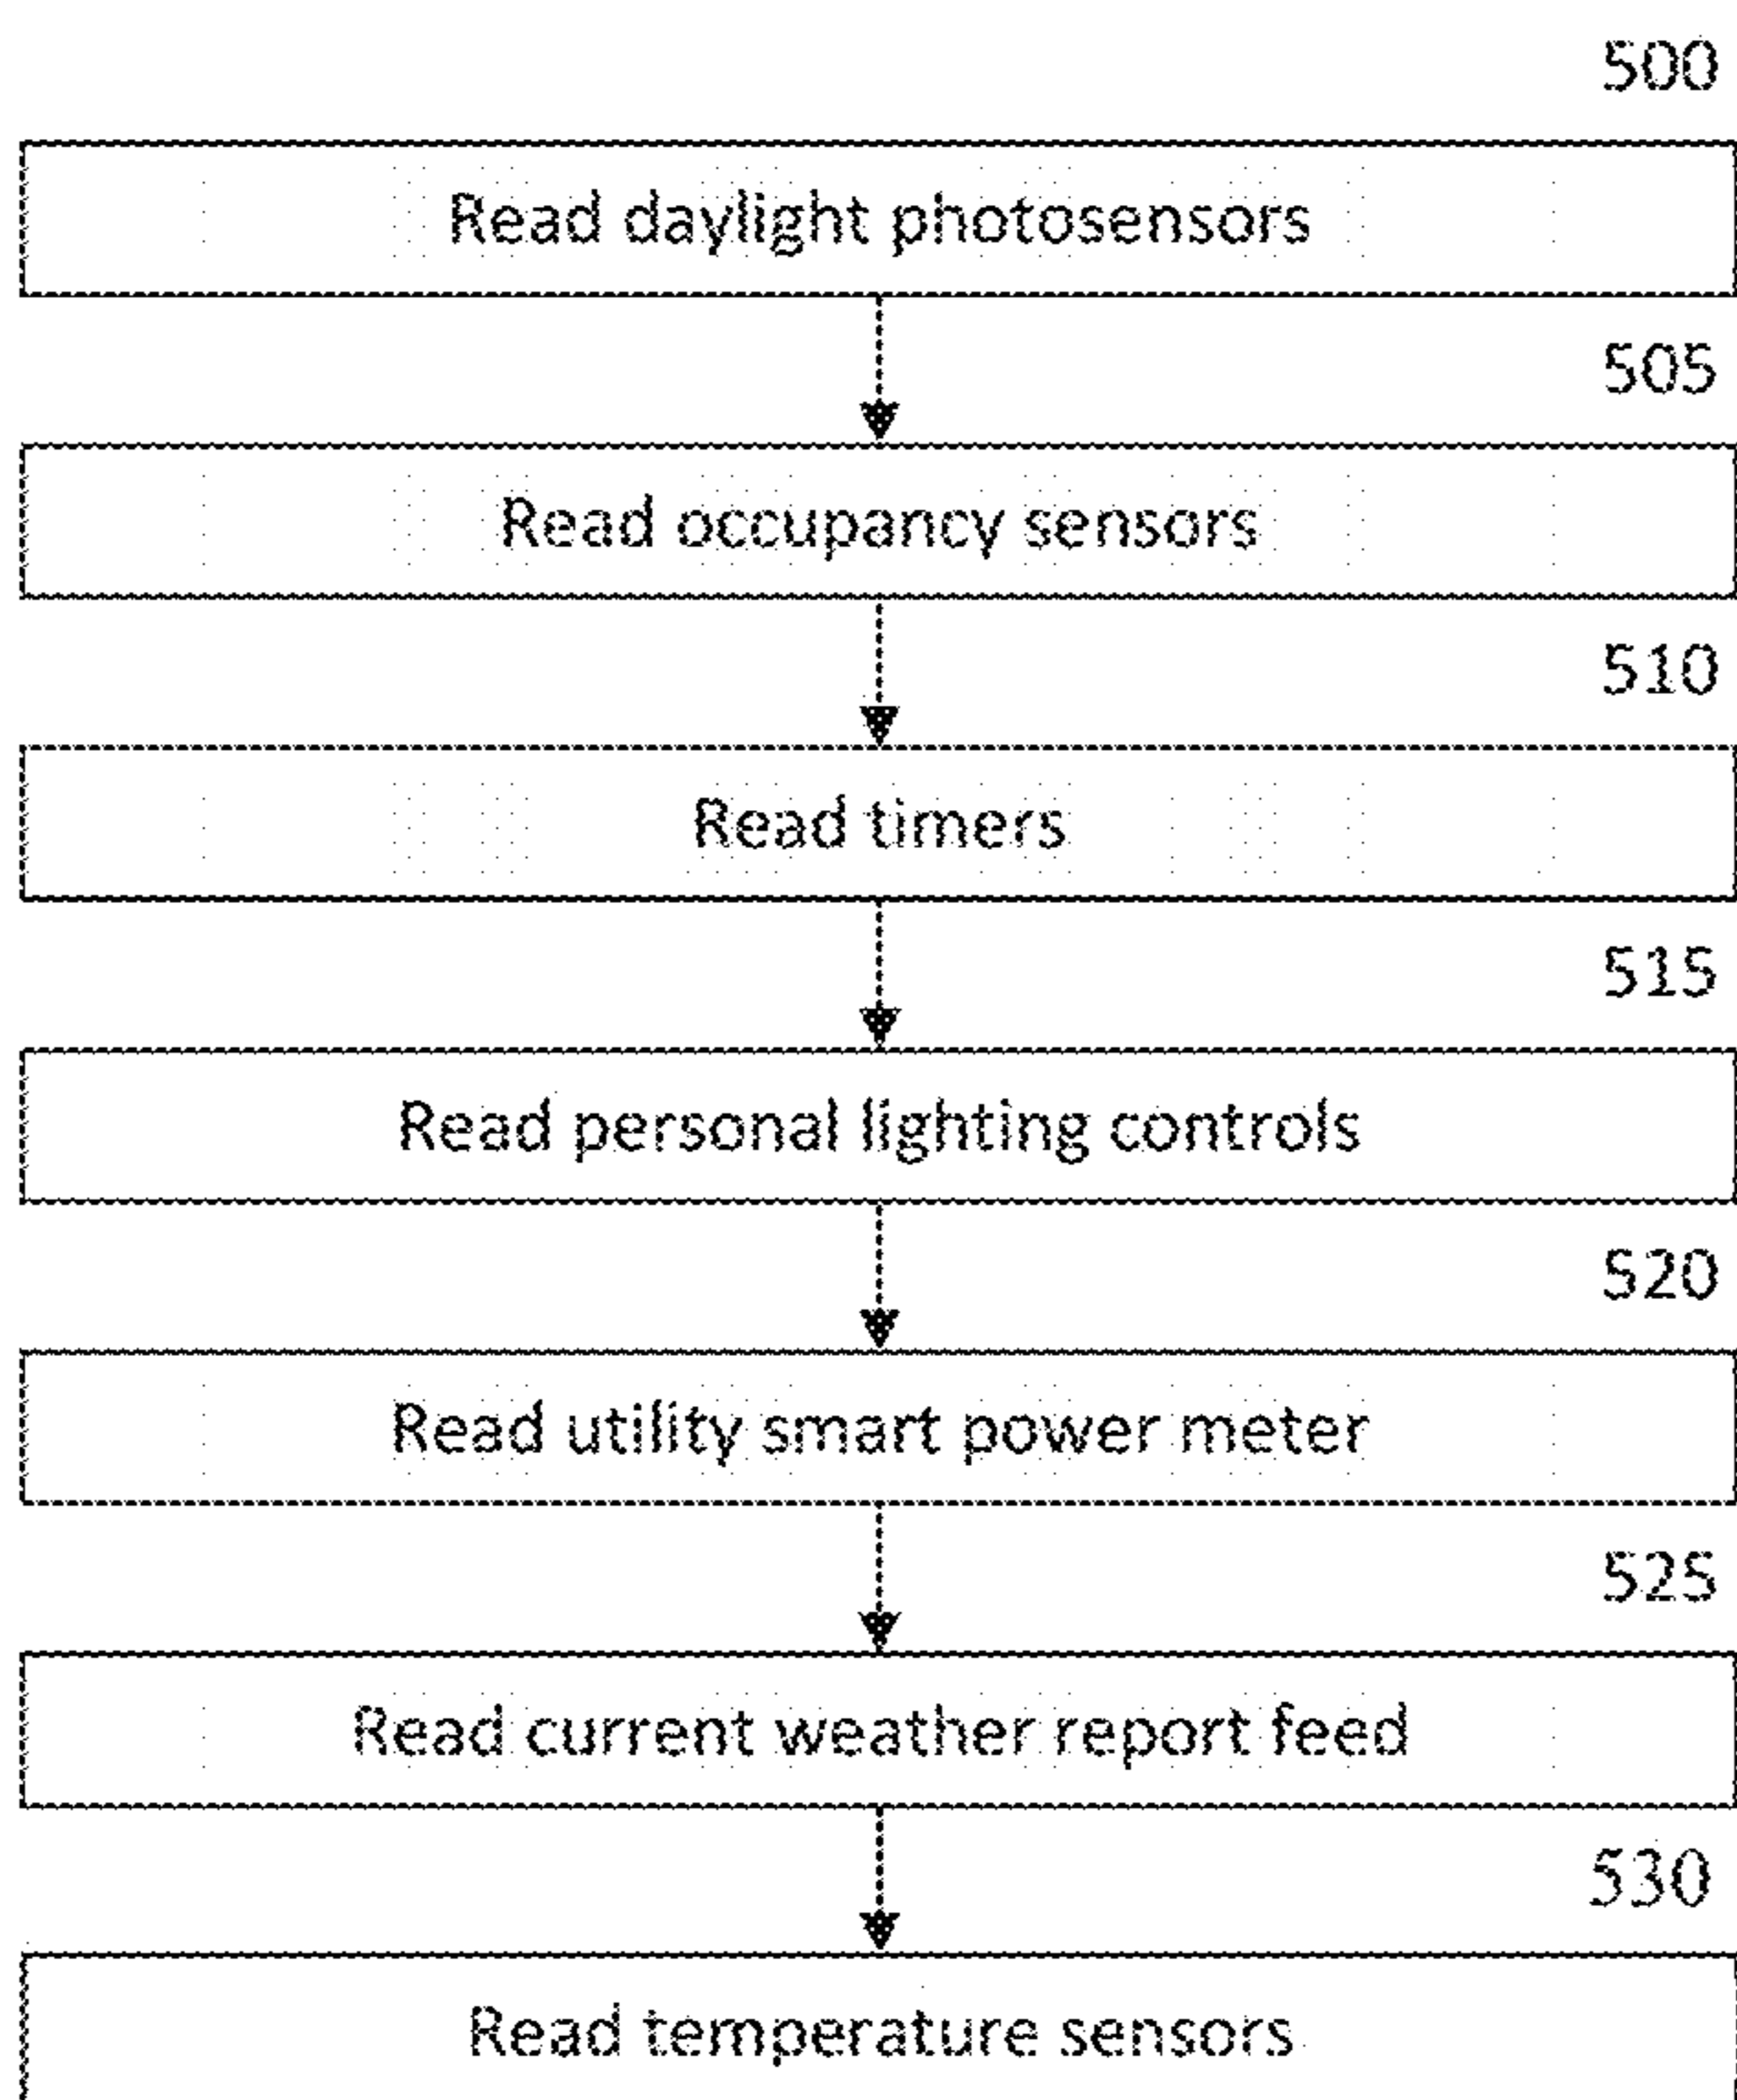 500
Read daylight photosensors
505
Read occupancy sensors
510
Read timers
515
Read personal lighting controls
520
Read utility smart power meter
525
Read current weather report feed
530
Read temperature sensors